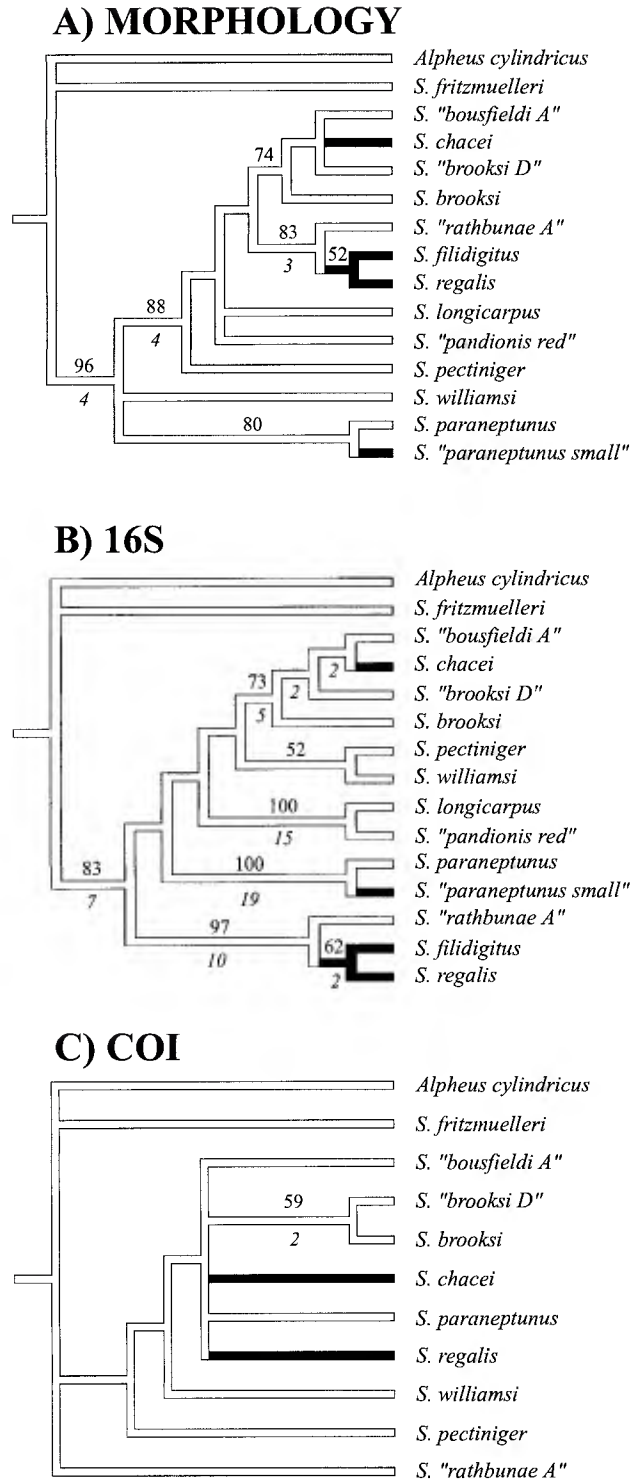 A) MORPHOLOGY
Alpheus cylindricus
S. fritzmuelleri
S. "bousfieldi A"
S. chacei
74
S. "brooksi D"
S. brooksi
S. "rathbunae A"
83
52
S. filidigitus
3
S. regalis
S. longicarpus
88
S. "pandionis red"
4
S. pectiniger
96
S. williamsi
4
80
S. paraneptunus
S. "paraneptunus small"
B) 16S
Alpheus cylindricus
S. fritzmuelleri
S. "bousfieldi A"
2
S. chacei
73
2
S. "brooksi D"
5
S. brooksi
52
S. pectiniger
S. williamsi
100
S. longicarpus
15
S. "pandionis red"
100
S. paraneptunus
83
19
S. "paraneptunus small"
7
97
S. "rathbunae A"
10
62
S. filidigitus
2
S. regalis
C) COI
Alpheus cylindricus
S. fritzmuelleri
S. "bousfieldi A"
59
S. "brooksi D"
2
S. brooksi
S. chacei
S. paraneptunus
S. regalis
S. williamsi
S. pectiniger
S. "rathbunae A"